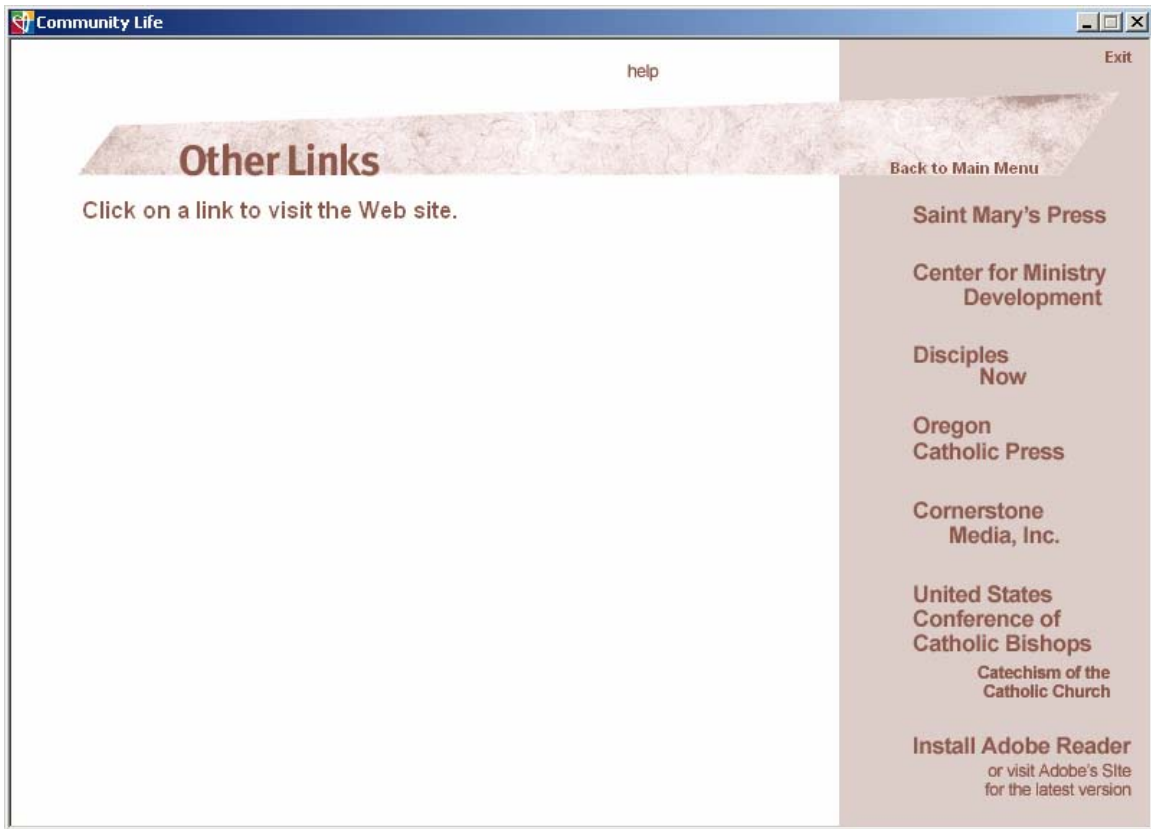 Community Life
Exit
help
Other Links
Back to Main Menu
Click on a link to visit the Web site.
Saint Mary's Press
Center for Ministry
Development
Disciples
Now
Oregon
Catholic Press
Cornerstone
Media, Inc.
United States
Conference of
Catholic Bishops
Catechism of the
Catholic Church
Install Adobe Reader
or visit Adobe's SIte
for the latest version